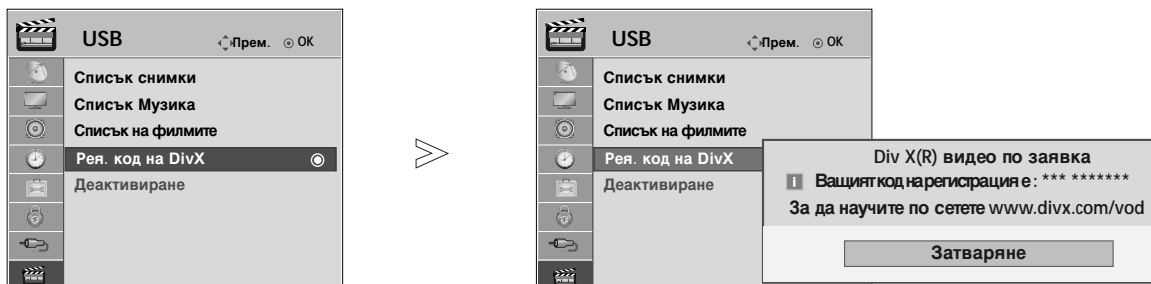 USB Прем. OK
Списък снимки
Списък Музика
Списък на филмите
Рея. код на DivX
Деактивиране
USB Прем. OK
Списък снимки
Списък Музика
Списък на филмите
Рея. код на DivX
Деактивиране
Div X(R) видео по заявка
Вашият код на регистрация е : *** *******
За да научите по сетете www.divx.com/vod
Затваряне